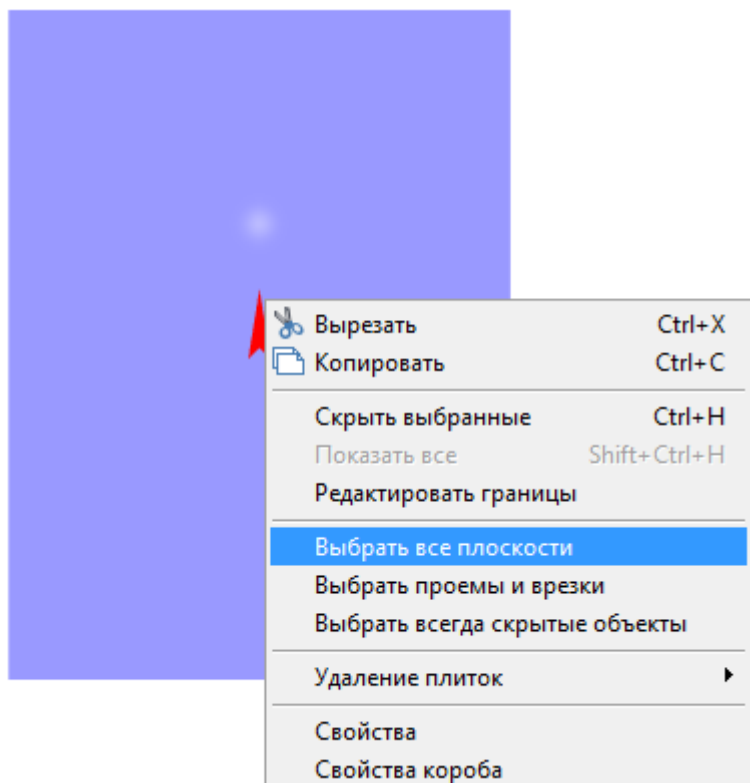 Вырезать Ctrl+X
Копировать Ctrl+C
Скрыть выбранные Ctrl+H
Показать все Shift+Ctrl+H
Редактировать границы
Выбрать все плоскости
Выбрать проемы и врезки
Выбрать всегда скрытые объекты
Удаление плиток
Свойства
Свойства короба